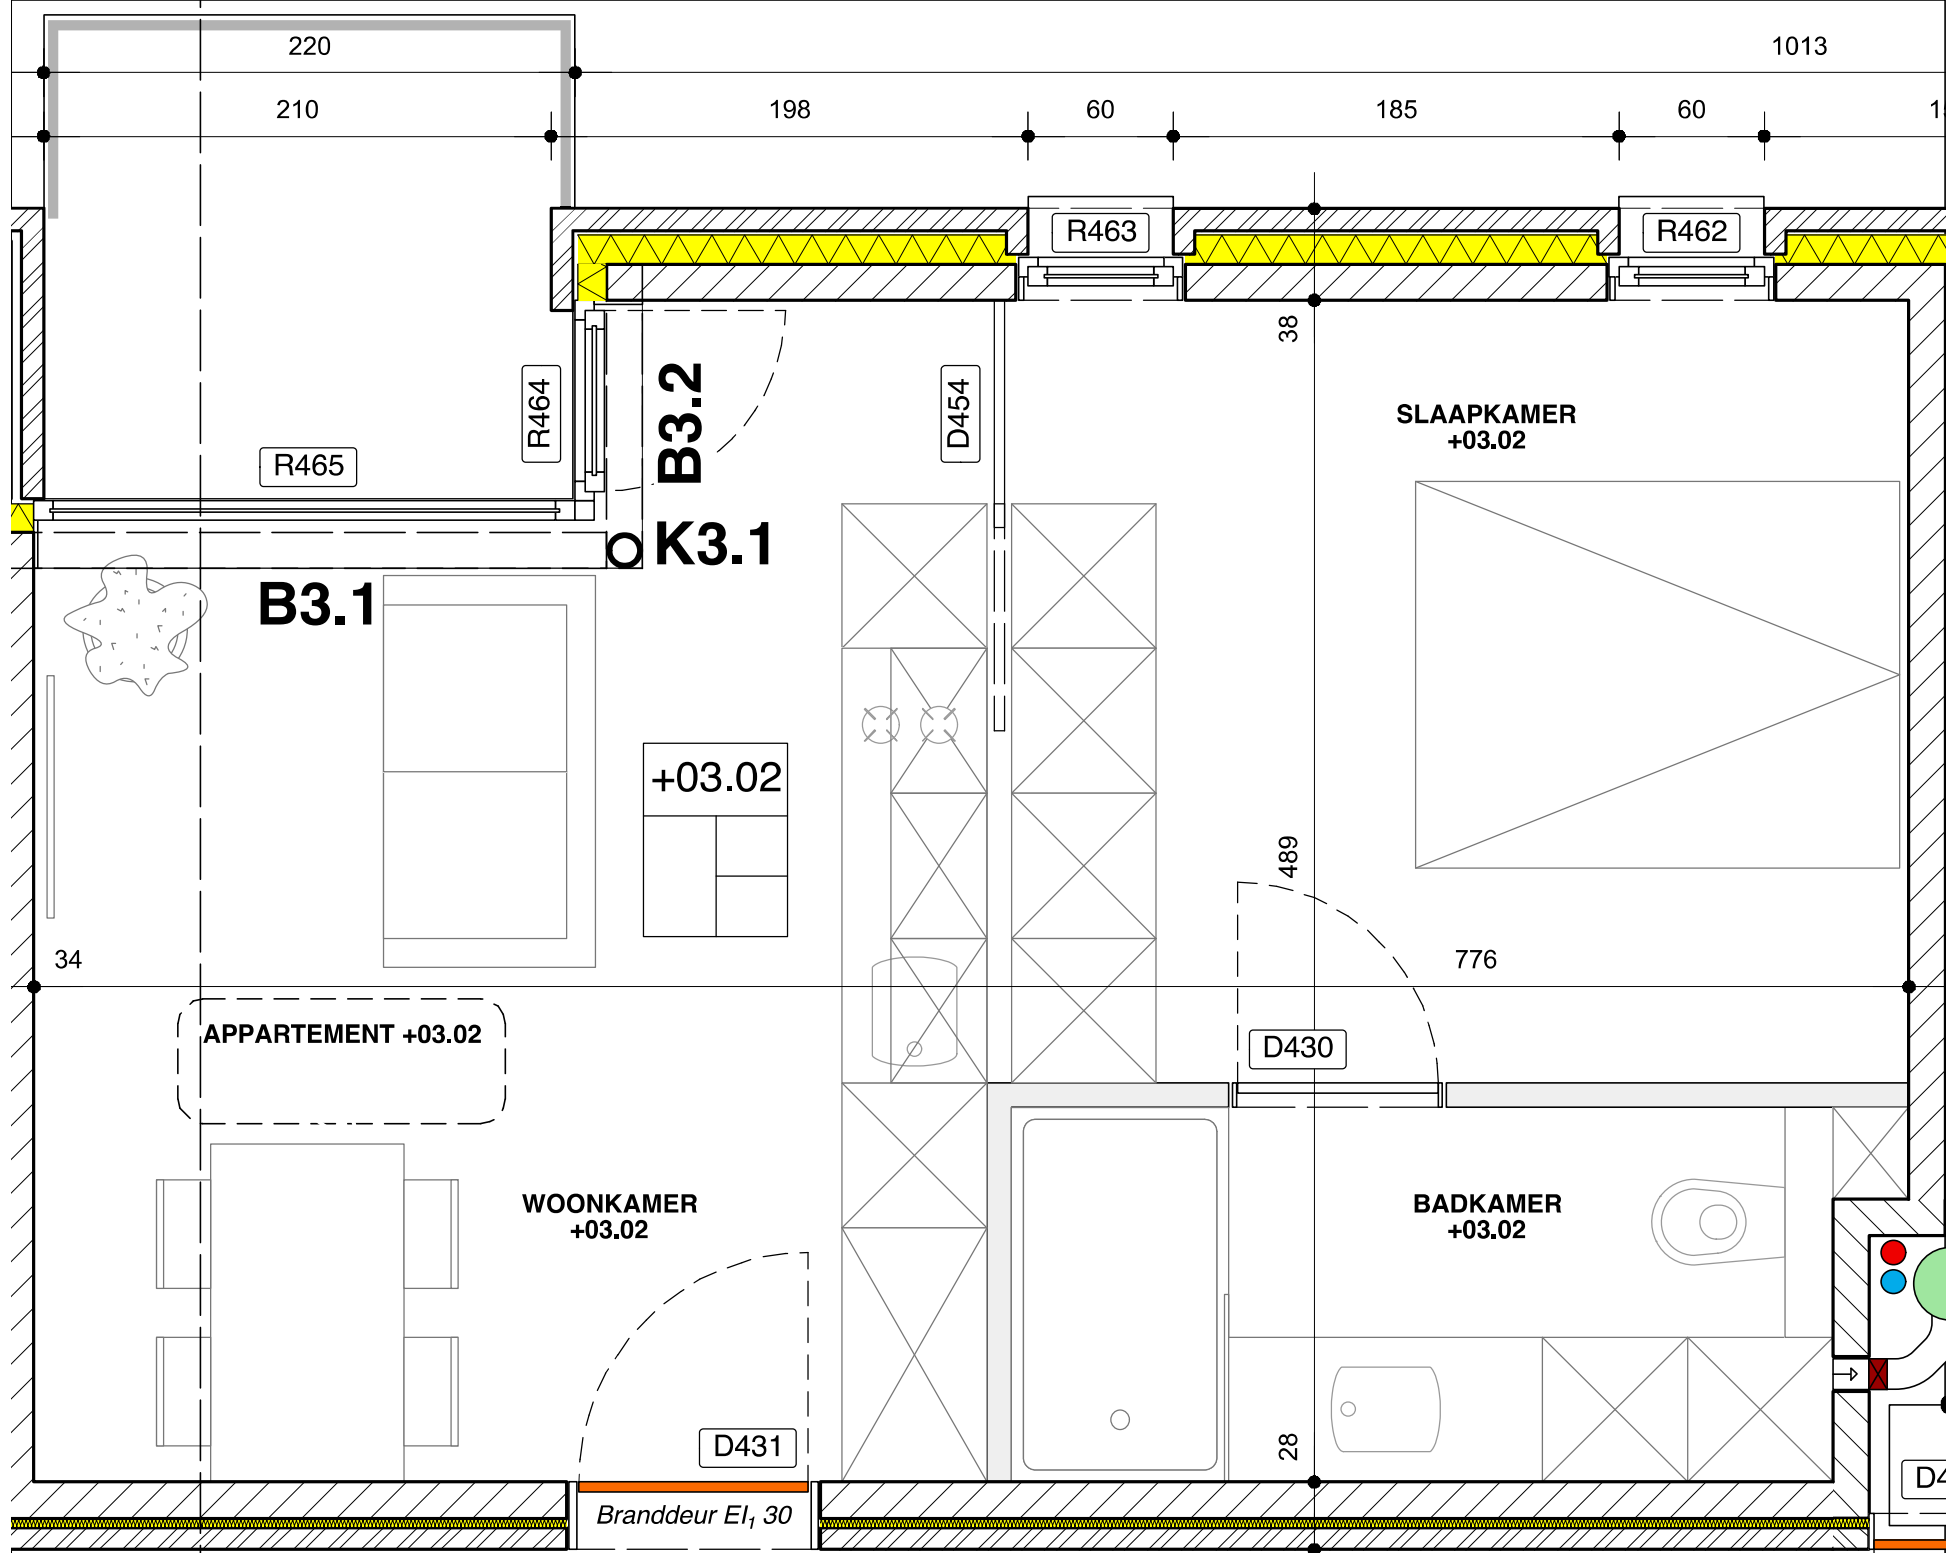 220
1013
210
198
60
185
60
R463
R462
38
R464
B3.2
D454
SLAAPKAMER
+03.02
R465
K3.1
B3.1
+03.02
489
34
776
APPARTEMENT +03.02
D430
WOONKAMER
+03.02
BADKAMER
+03.02
D431
28
Branddeur EI₁ 30